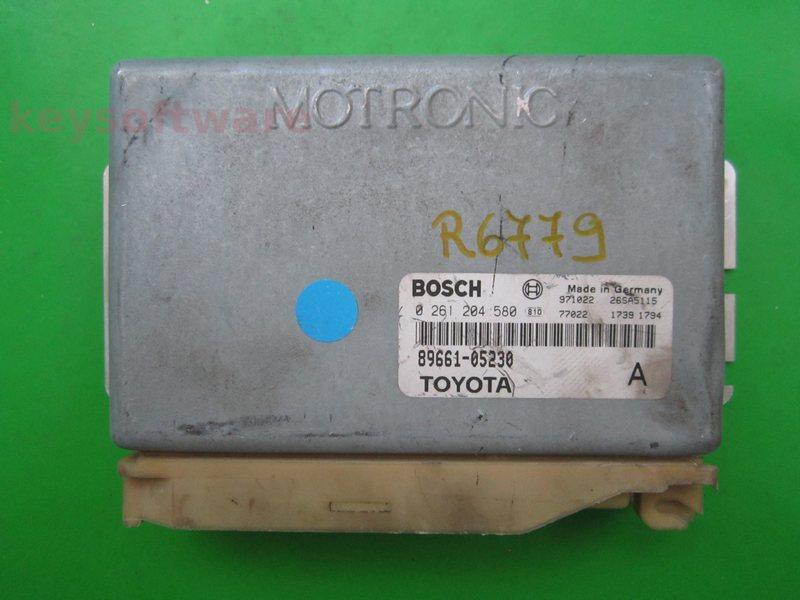 MOTRONIC
keysoftware
R6779
BOSCH Made in Germany
0 261 204 580 810 971022 26SA5115
77022 1739 1794
89661-05230
TOYOTA A